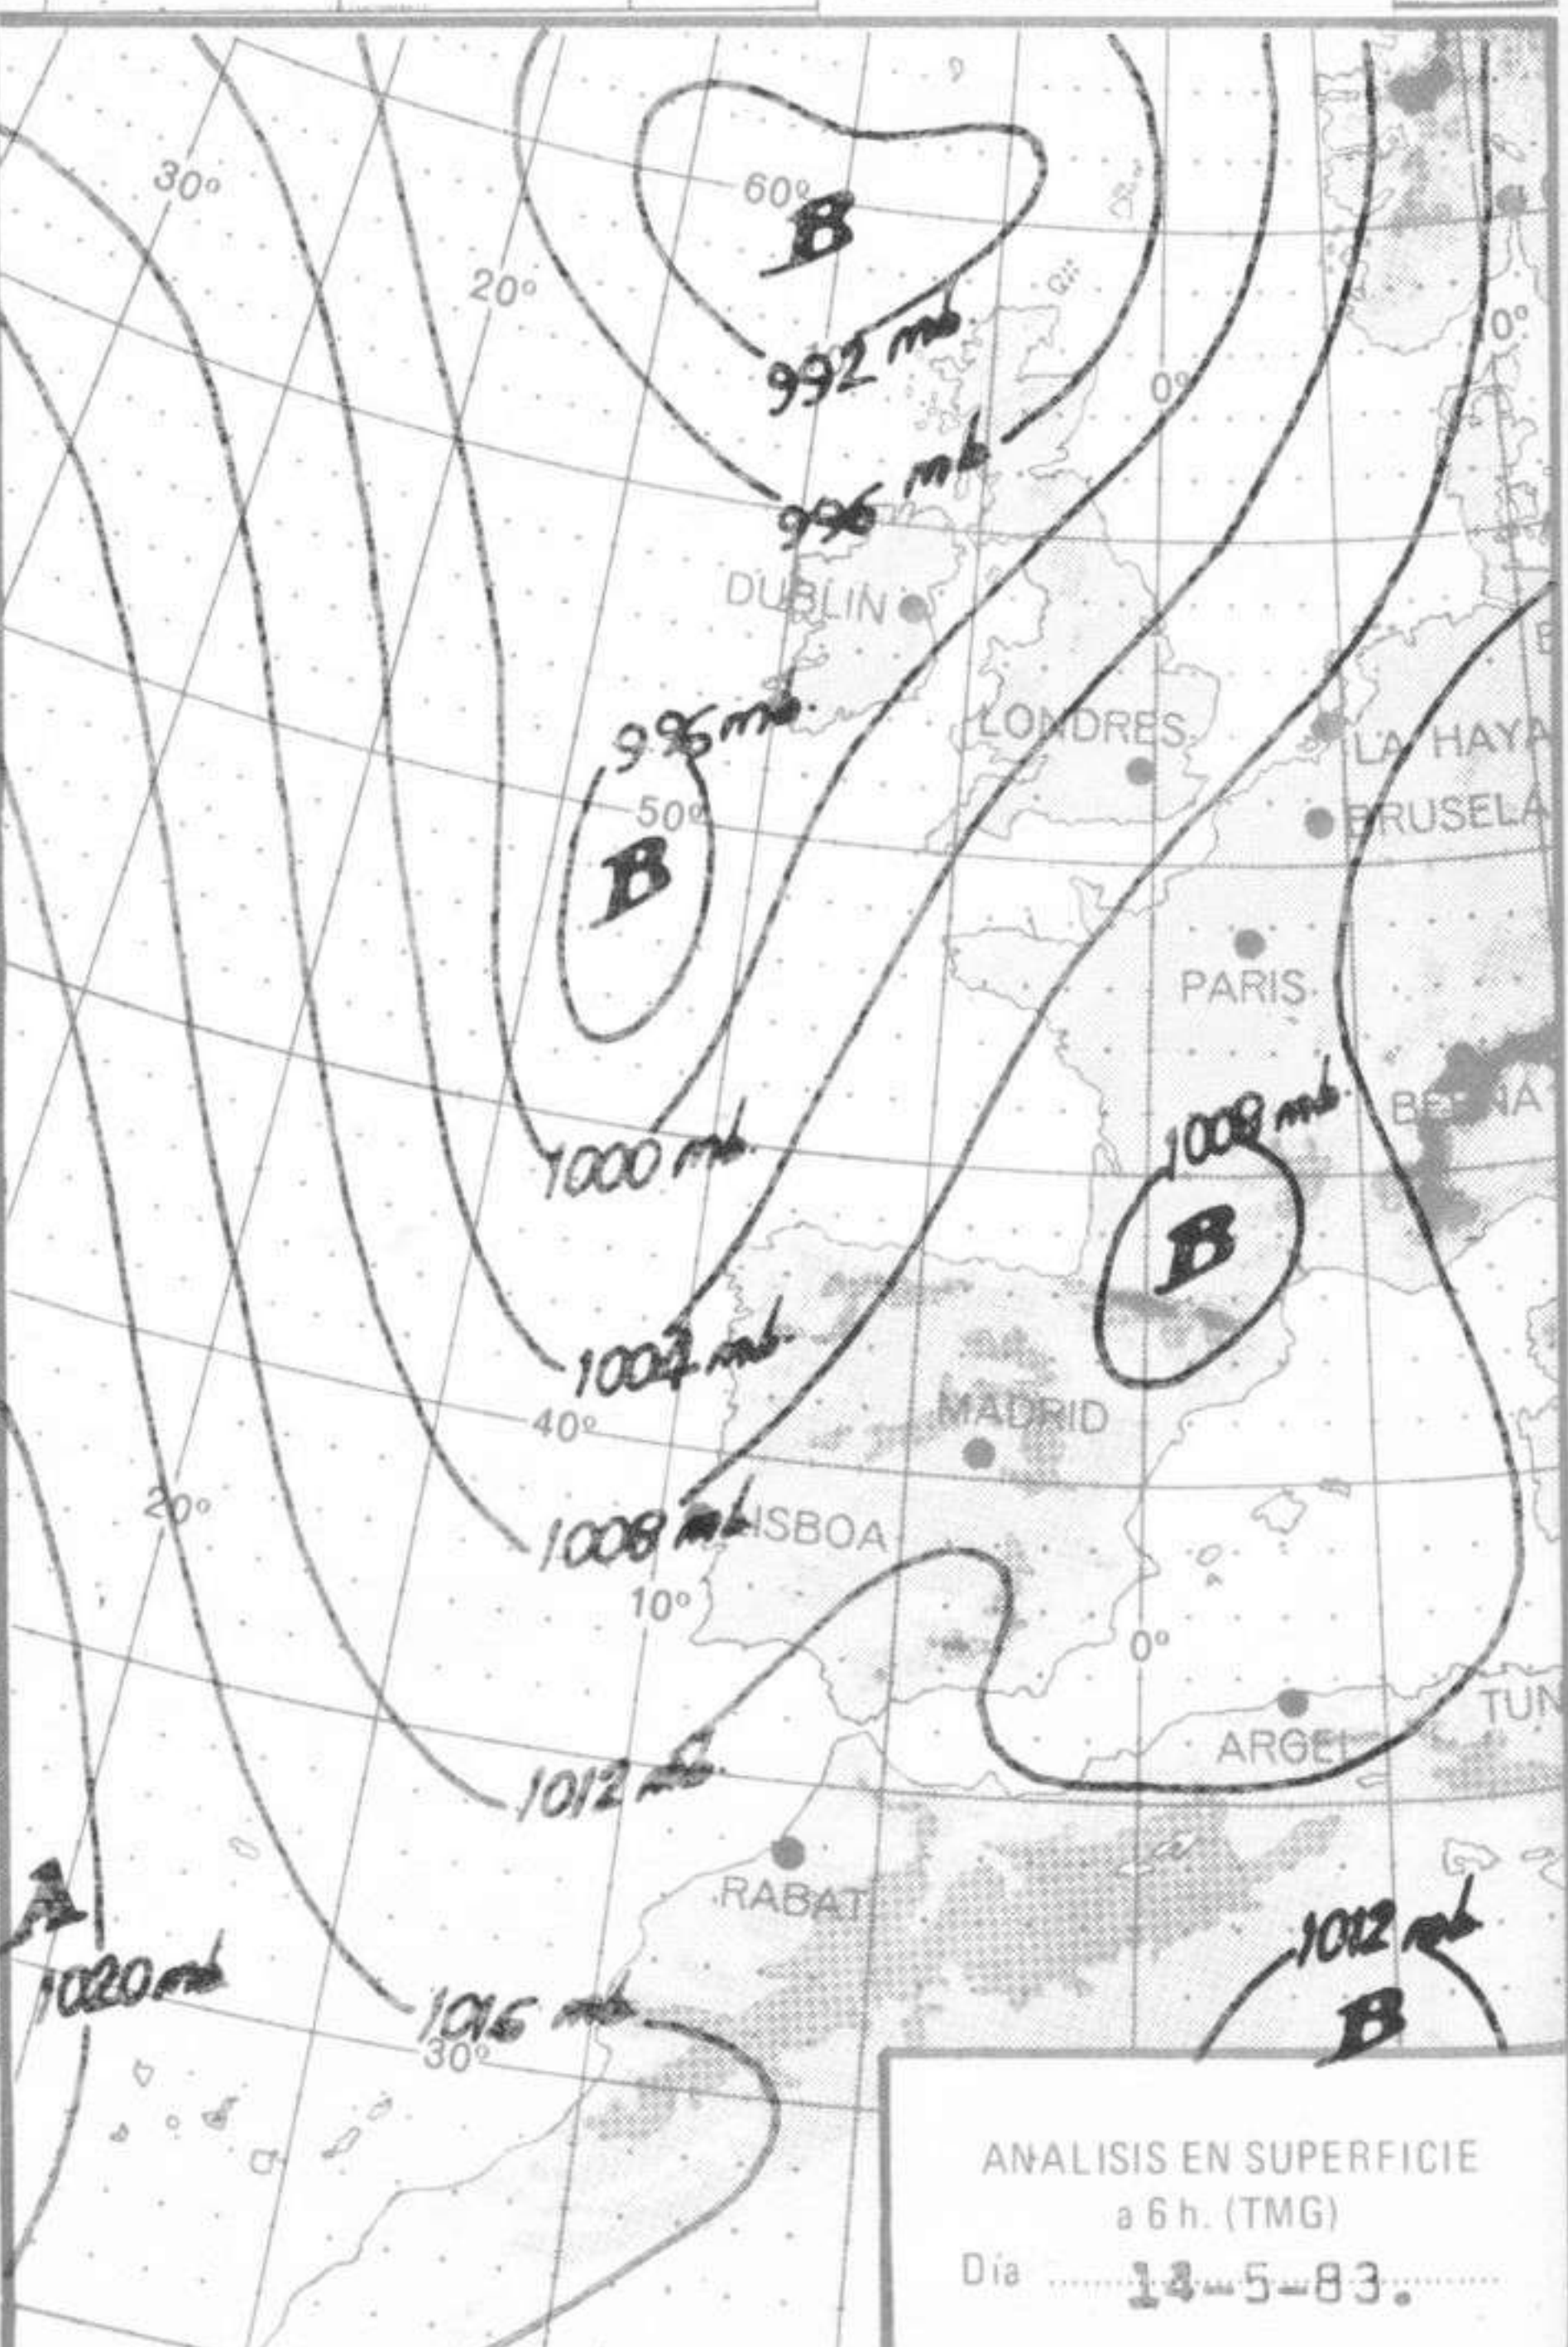 30º
60º
B
20º
0º
992 mb.
0º
mb
996
DUBLIN
996 mb.
LONDRES
LA HAYA
50º
BRUSELA
B
PARIS
BERNA
1008 mb.
1000 mb.
B
1004 mb.
40º
MADRID
20º
1008 mb
LISBOA
10º
0º
TUN
ARGEL
1012
RABAT
A
1012 mb.
1020 mb
1016 mb
B
30º
ANALISIS EN SUPERFICIE
a 6 h. (TMG)
Día 14-5-83.